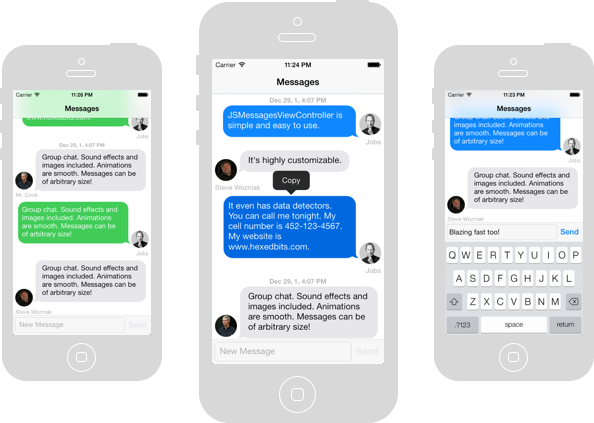 Carrier 11:26 PM
Messages
www.hexedbits.com.
Jobs
Dec 29, 1, 4:07 PM
Group chat. Sound effects and
images included. Animations
are smooth. Messages can be
of arbitrary size!
Mr. Cook
Group chat. Sound effects and
images included. Animations
are smooth. Messages can be
of arbitrary size!
Jobs
Group chat. Sound effects and
images included. Animations
are smooth. Messages can be
of arbitrary size!
Steve Wozniak
New Message Send
Carrier 11:24 PM
Messages
Dec 29, 1, 4:07 PM
JSMessagesViewController is
simple and easy to use.
Jobs
It's highly customizable.
Steve Wozniak
Copy
It even has data detectors.
You can call me tonight. My
cell number is 452-123-4567.
My website is
www.hexedbits.com.
Jobs
Dec 29, 1, 4:07 PM
Group chat. Sound effects and
images included. Animations
are smooth. Messages can be
of arbitrary size!
New Message Send
Carrier 11:23 PM
Messages
Group chat. Sound effects and
images included. Animations
are smooth. Messages can be
of arbitrary size!
Jobs
Group chat. Sound effects and
images included. Animations
are smooth. Messages can be
of arbitrary size!
Steve Wozniak
Blazing fast too! Send
Q W E R T Y U I O P
A S D F G H J K L
Z X C V B N M
.?123 space return